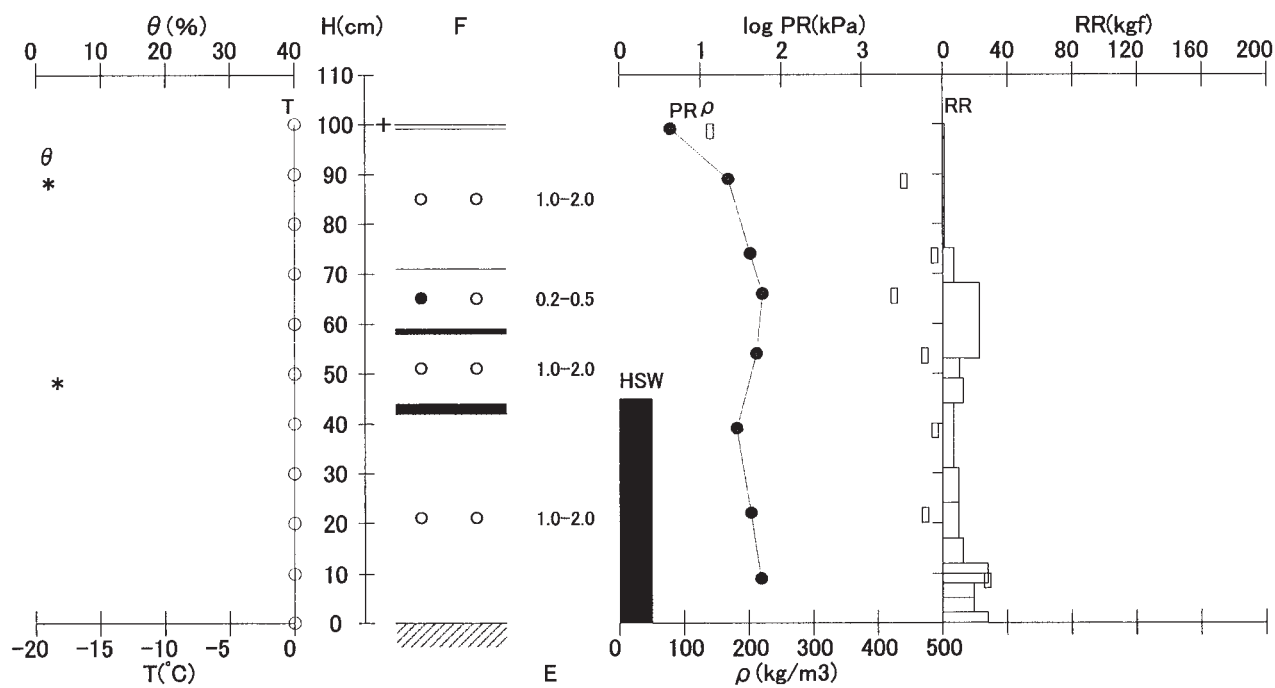 θ(%) H(cm) F log PR(kPa) RR(kgf)
0 10 20 30 40 0 1 2 3 0 40 80 120 160 200
110
T PR ρ RR
100
θ
90
1.0-2.0
80
70
0.2-0.5
60
1.0-2.0
50
HSW
40
30
20 1.0-2.0
10
0
-20 -15 -10 -5 0 0 100 200 300 400 500
T(°C) E ρ(kg/m3)